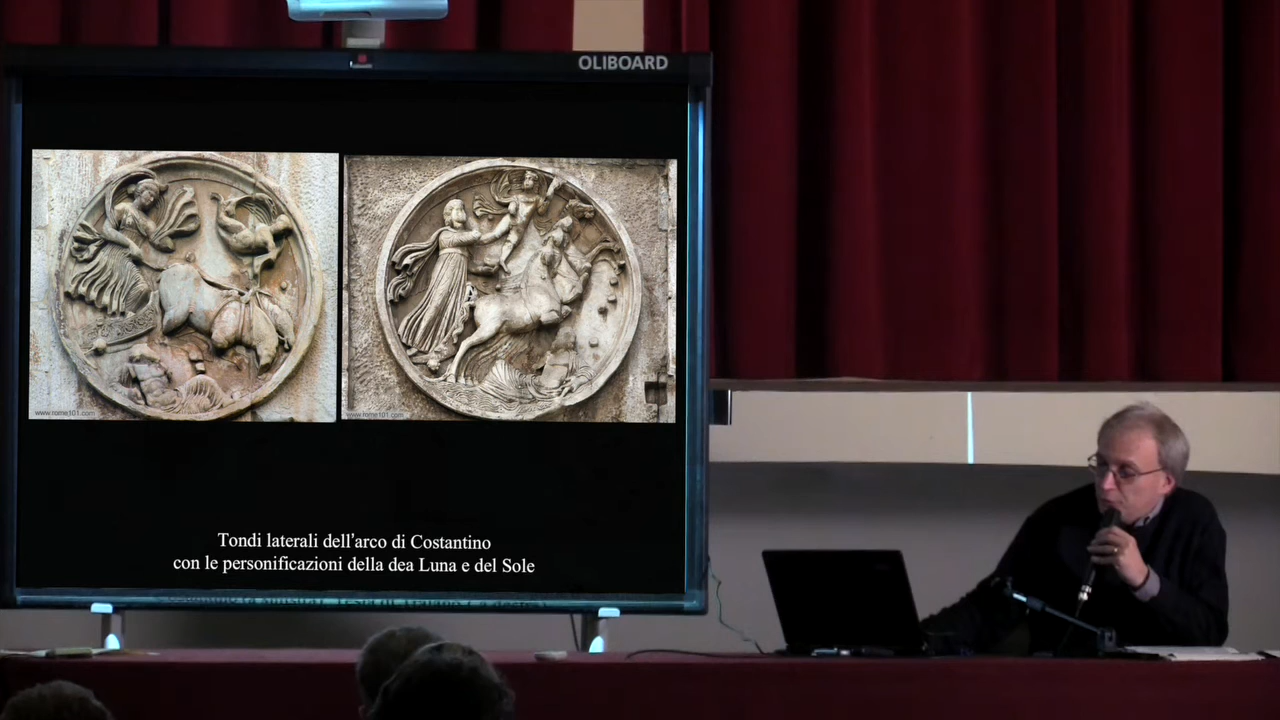 OLIBOARD
www.rome101.com
www.rome101.com
Tondi laterali dell'arco di Costantino
con le personificazioni della dea Luna e del Sole